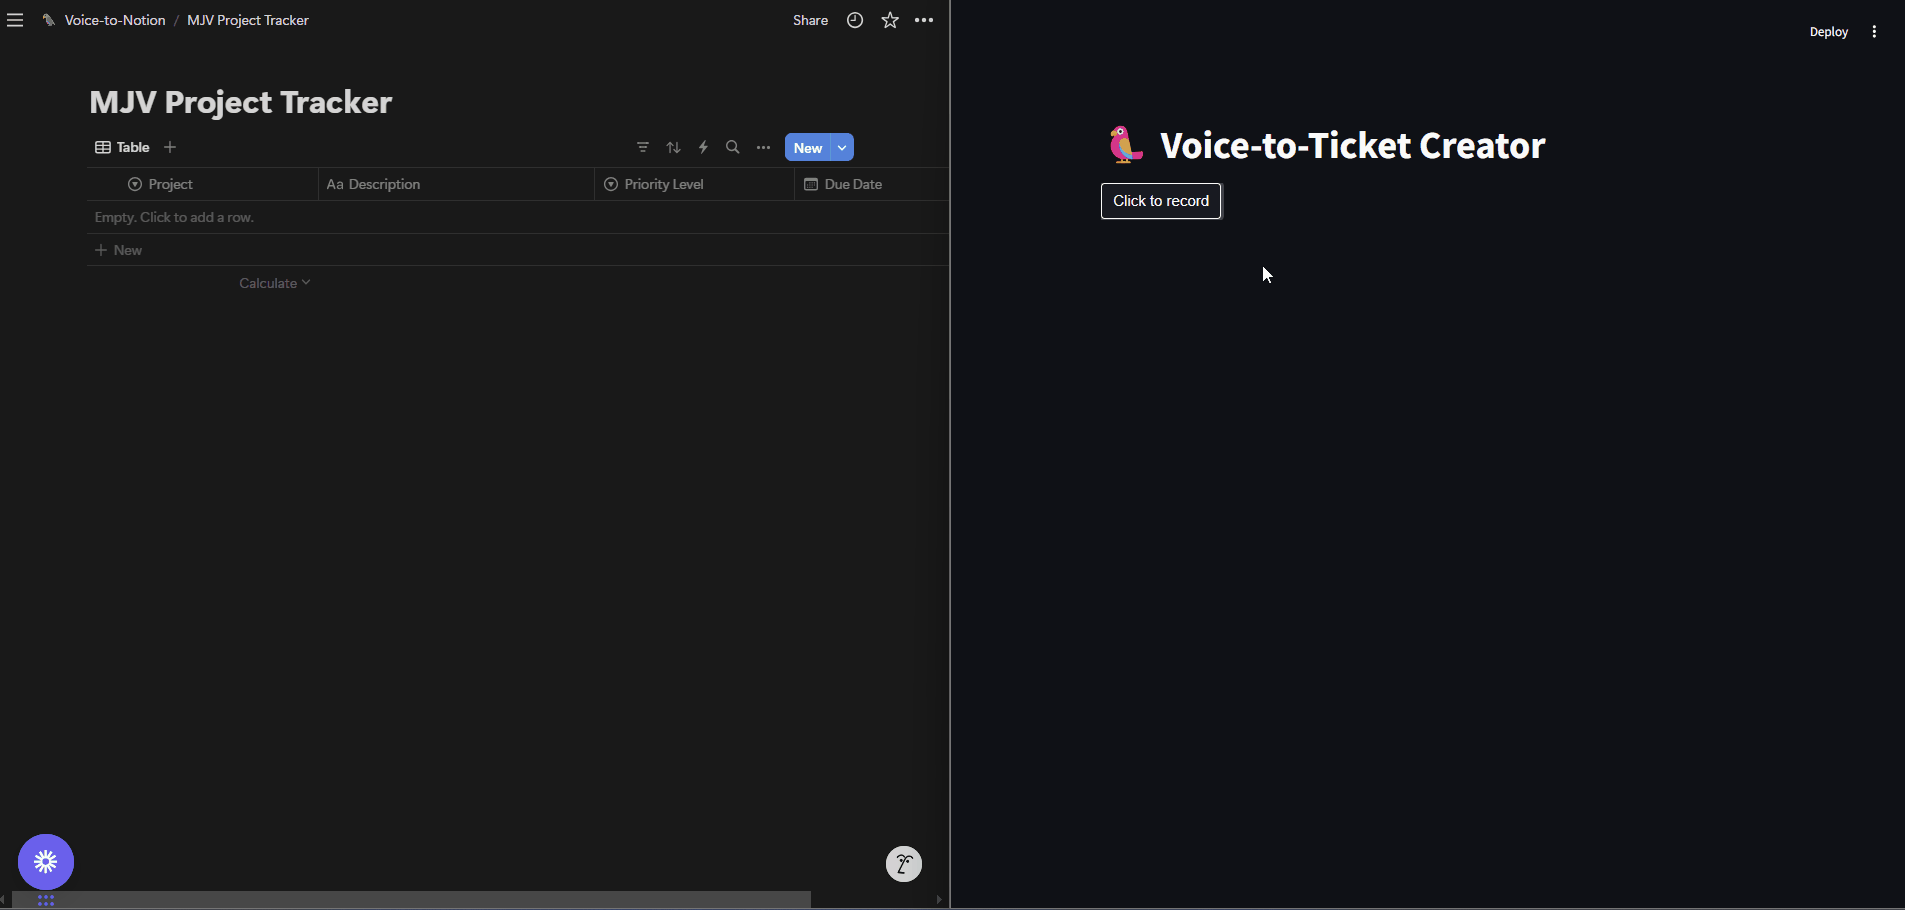 Voice-to-Notion / MJV Project Tracker
Share
MJV Project Tracker
Table
New
Project
Aa Description
Priority Level
Due Date
Empty. Click to add a row.
+ New
Calculate
Deploy
Voice-to-Ticket Creator
Click to record